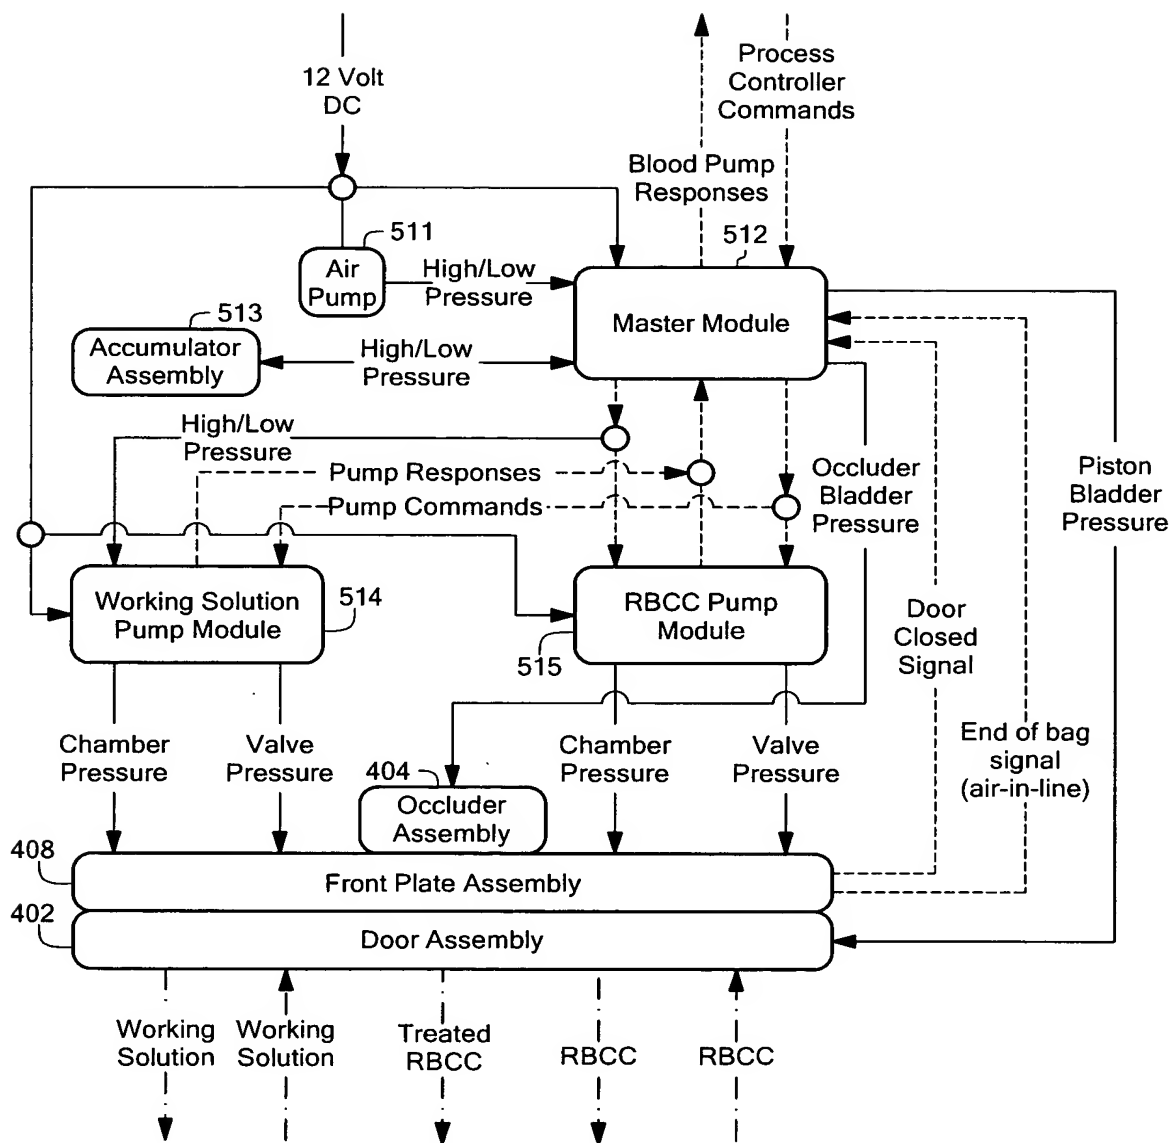 12 Volt
DC
Process
Controller
Commands
Blood Pump
Responses
511
512
Air
Pump
High/Low
Pressure
Master Module
513
Accumulator
Assembly
High/Low
Pressure
High/Low
Pressure
Pump Responses
Pump Commands
Occluder
Bladder
Pressure
Piston
Bladder
Pressure
Working Solution
Pump Module
514
RBCC Pump
Module
515
Door
Closed
Signal
Chamber
Pressure
Valve
Pressure
Chamber
Pressure
Valve
Pressure
End of bag
signal
(air-in-line)
404
Occluder
Assembly
408
Front Plate Assembly
402
Door Assembly
Working
Solution
Working
Solution
Treated
RBCC
RBCC
RBCC